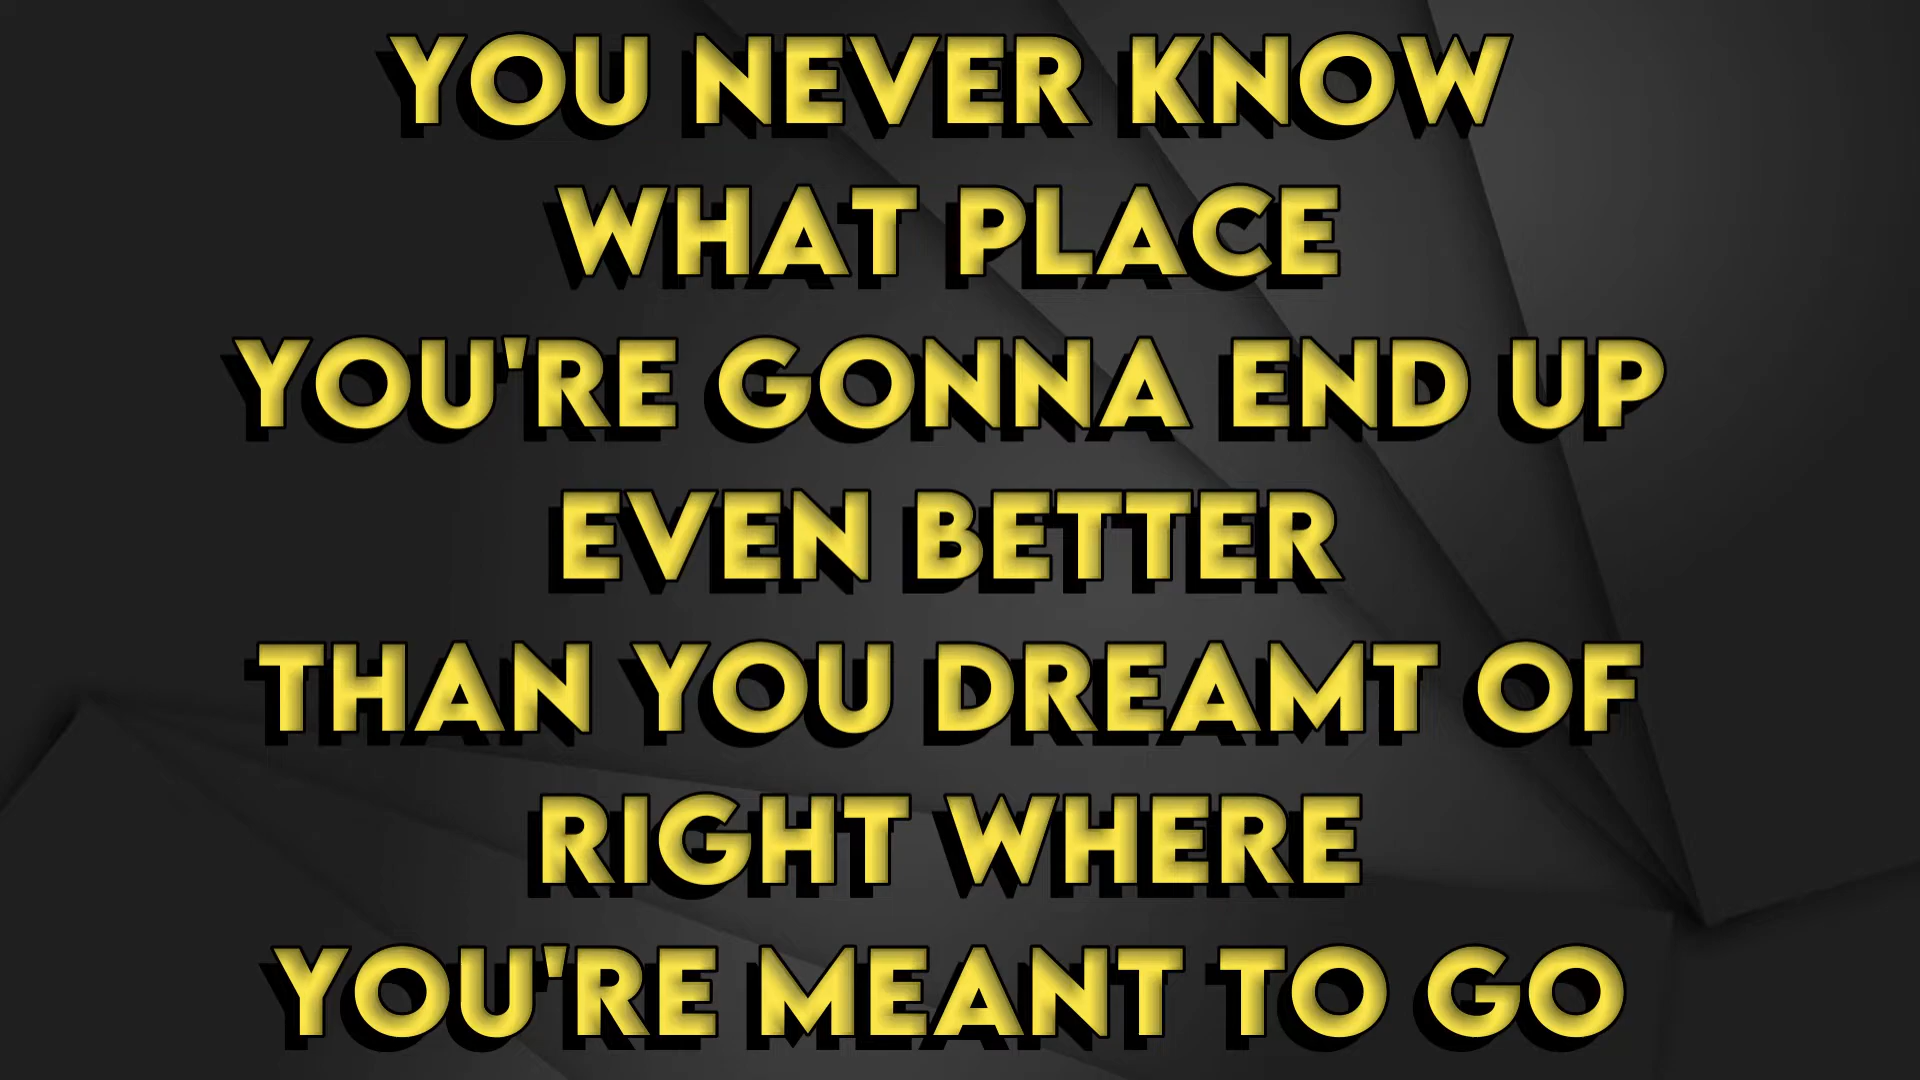 YOU NEVER KNOW
WHAT PLACE
YOU'RE GONNA END UP
EVEN BETTER
THAN YOU DREAMT OF
RIGHT WHERE
YOU'RE MEANT TO GO